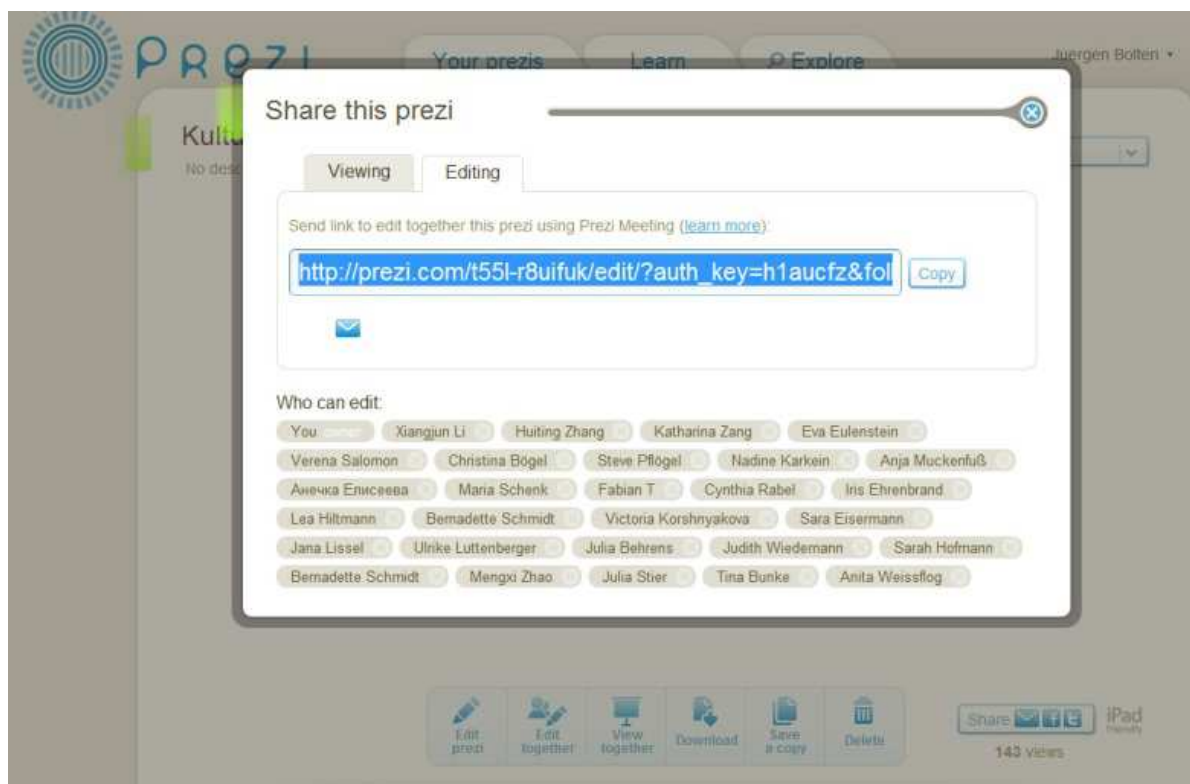 PREZI
Your prezis Learn Explore Juergen Bolten
Share this prezi
Kultu
No desc
Viewing Editing
Send link to edit together this prezi using Prezi Meeting (learn more):
http://prezi.com/t55l-r8uifuk/edit/?auth_key=h1aucfz&fol Copy
Who can edit:
You owner Xiangjun Li Huiting Zhang Katharina Zang Eva Eulenstein
Verena Salomon Christina Bögel Steve Pflögel Nadine Karkein Anja Muckenfuß
Анечка Елисеева Maria Schenk Fabian T Cynthia Rabel Iris Ehrenbrand
Lea Hiltmann Bernadette Schmidt Victoria Korshnyakova Sara Eisermann
Jana Lissel Ulrike Luttenberger Julia Behrens Judith Wiedemann Sarah Hofmann
Bernadette Schmidt Mengxi Zhao Julia Stier Tina Bunke Anita Weissflog
Edit prezi Edit together View together Download Save a copy Delete
Share iPad friendly
143 views